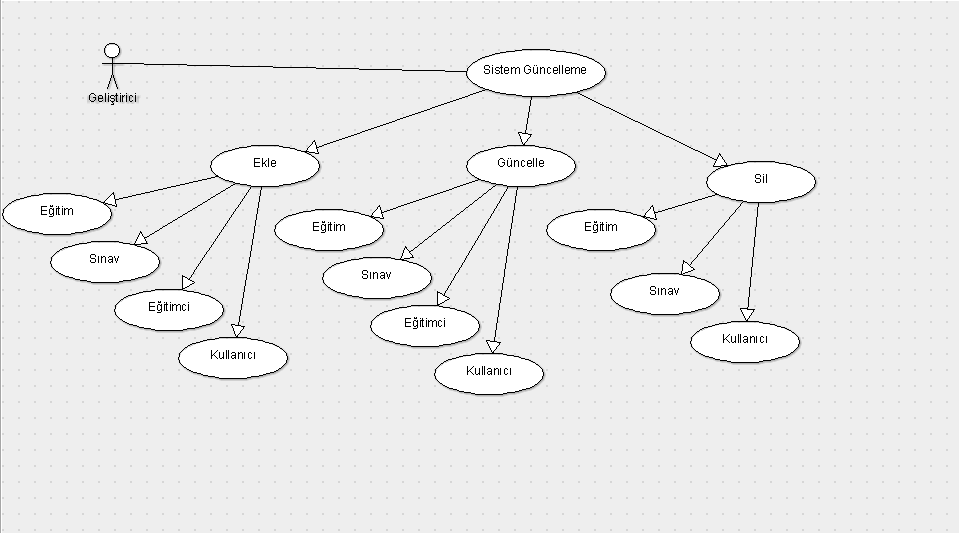 Sistem Güncelleme
Geliştirici
Ekle
Güncelle
Sil
Eğitim
Sınav
Eğitimci
Kullanıcı
Eğitim
Sınav
Eğitimci
Kullanıcı
Eğitim
Sınav
Kullanıcı